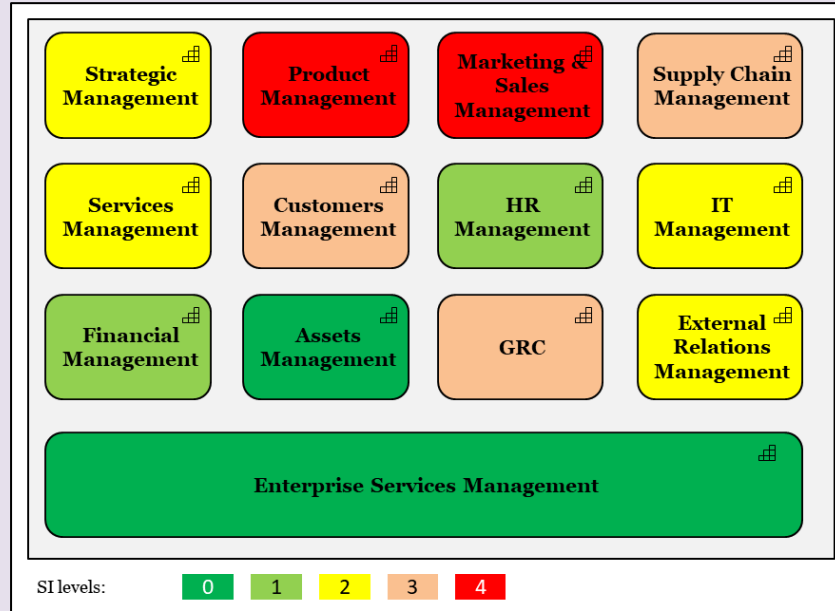 Strategic
Management
Product
Management
Marketing &
Sales
Management
Supply Chain
Management
Services
Management
Customers
Management
HR
Management
IT
Management
Financial
Management
Assets
Management
GRC
External
Relations
Management
Enterprise Services Management
SI levels: 0 1 2 3 4